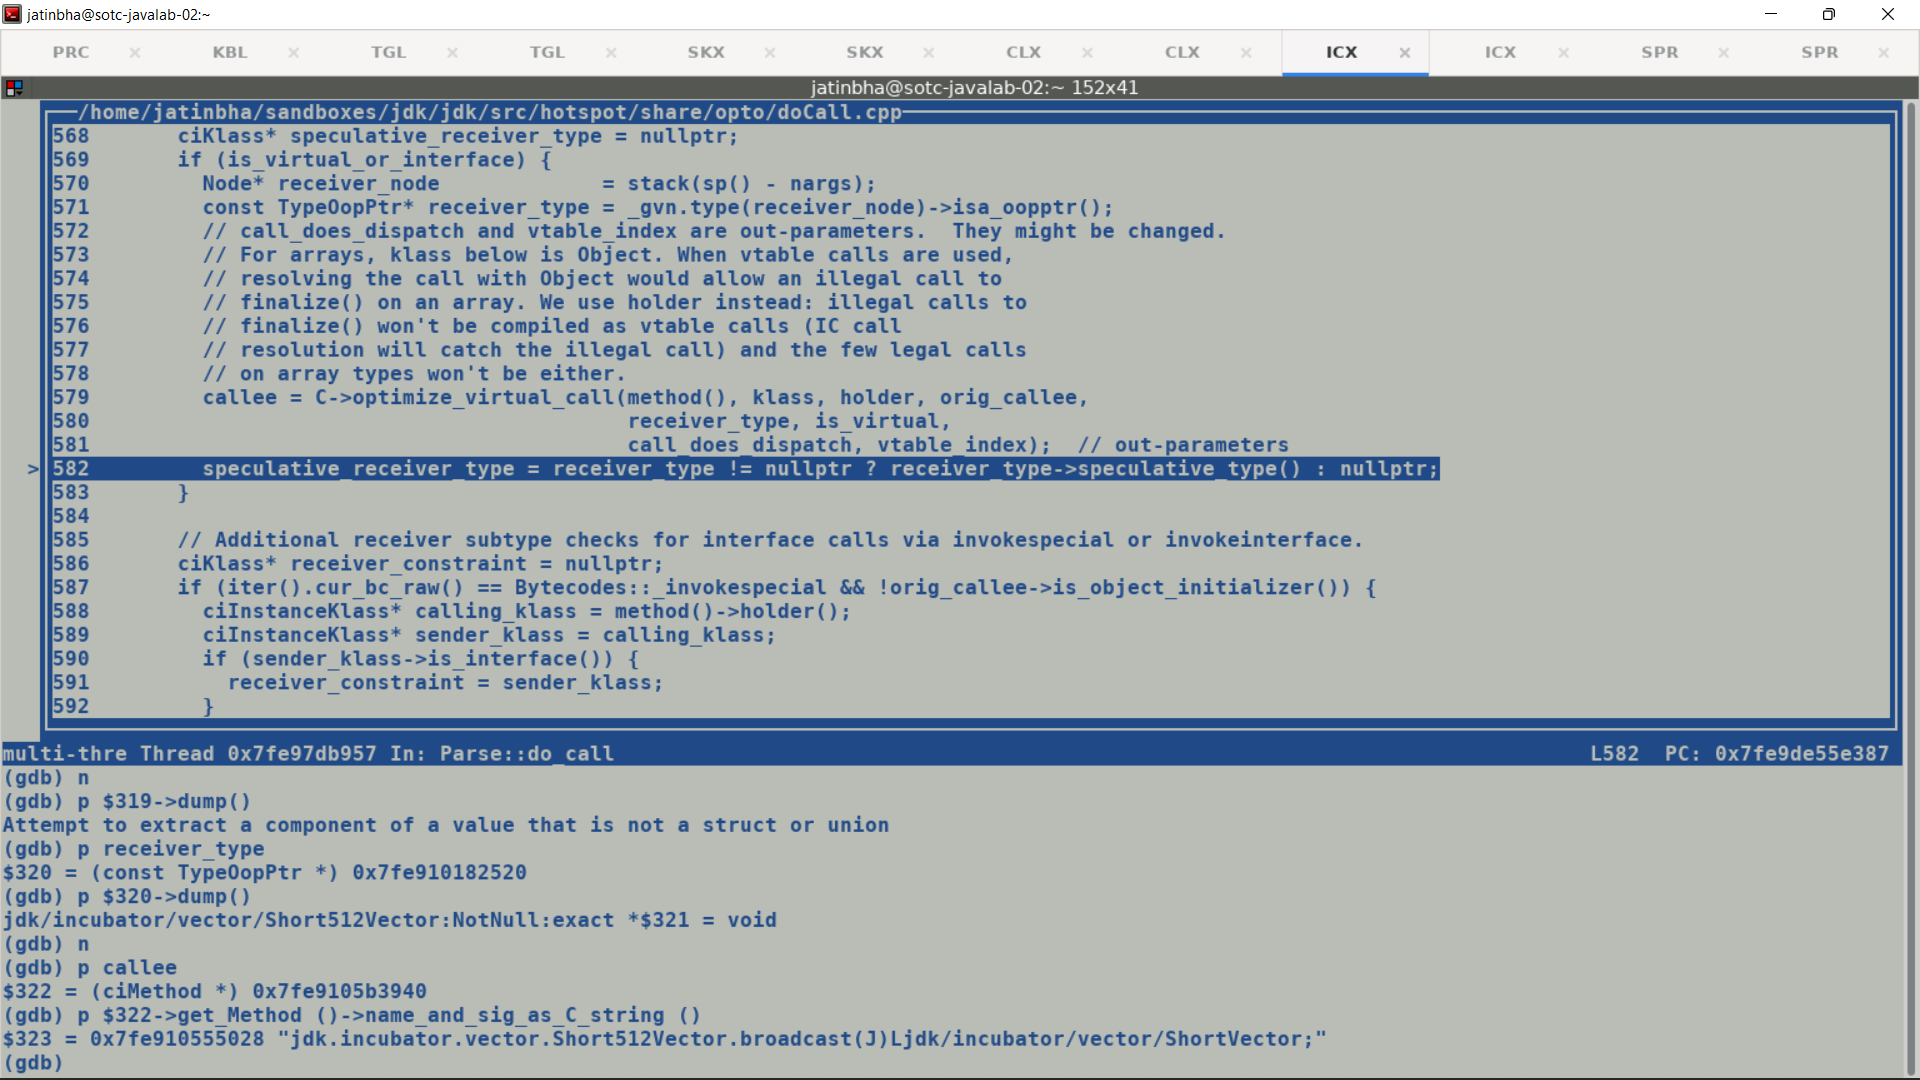 jatinbha@sotc-javalab-02:~
PRC × KBL × TGL × TGL × SKX × SKX × CLX × CLX × ICX × ICX × SPR × SPR ×
jatinbha@sotc-javalab-02:~ 152x41
/home/jatinbha/sandboxes/jdk/jdk/src/hotspot/share/opto/doCall.cpp
568       ciKlass* speculative_receiver_type = nullptr;
569       if (is_virtual_or_interface) {
570         Node* receiver_node             = stack(sp() - nargs);
571         const TypeOopPtr* receiver_type = _gvn.type(receiver_node)->isa_oopptr();
572         // call_does_dispatch and vtable_index are out-parameters.  They might be changed.
573         // For arrays, klass below is Object. When vtable calls are used,
574         // resolving the call with Object would allow an illegal call to
575         // finalize() on an array. We use holder instead: illegal calls to
576         // finalize() won't be compiled as vtable calls (IC call
577         // resolution will catch the illegal call) and the few legal calls
578         // on array types won't be either.
579         callee = C->optimize_virtual_call(method(), klass, holder, orig_callee,
580                                           receiver_type, is_virtual,
581                                           call_does_dispatch, vtable_index);  // out-parameters
> 582         speculative_receiver_type = receiver_type != nullptr ? receiver_type->speculative_type() : nullptr;
583       }
584
585       // Additional receiver subtype checks for interface calls via invokespecial or invokeinterface.
586       ciKlass* receiver_constraint = nullptr;
587       if (iter().cur_bc_raw() == Bytecodes::_invokespecial && !orig_callee->is_object_initializer()) {
588         ciInstanceKlass* calling_klass = method()->holder();
589         ciInstanceKlass* sender_klass = calling_klass;
590         if (sender_klass->is_interface()) {
591           receiver_constraint = sender_klass;
592         }
multi-thre Thread 0x7fe97db957 In: Parse::do_call L582  PC: 0x7fe9de55e387
(gdb) n
(gdb) p $319->dump()
Attempt to extract a component of a value that is not a struct or union
(gdb) p receiver_type
$320 = (const TypeOopPtr *) 0x7fe910182520
(gdb) p $320->dump()
jdk/incubator/vector/Short512Vector:NotNull:exact *$321 = void
(gdb) n
(gdb) p callee
$322 = (ciMethod *) 0x7fe9105b3940
(gdb) p $322->get_Method ()->name_and_sig_as_C_string ()
$323 = 0x7fe910555028 "jdk.incubator.vector.Short512Vector.broadcast(J)Ljdk/incubator/vector/ShortVector;"
(gdb)